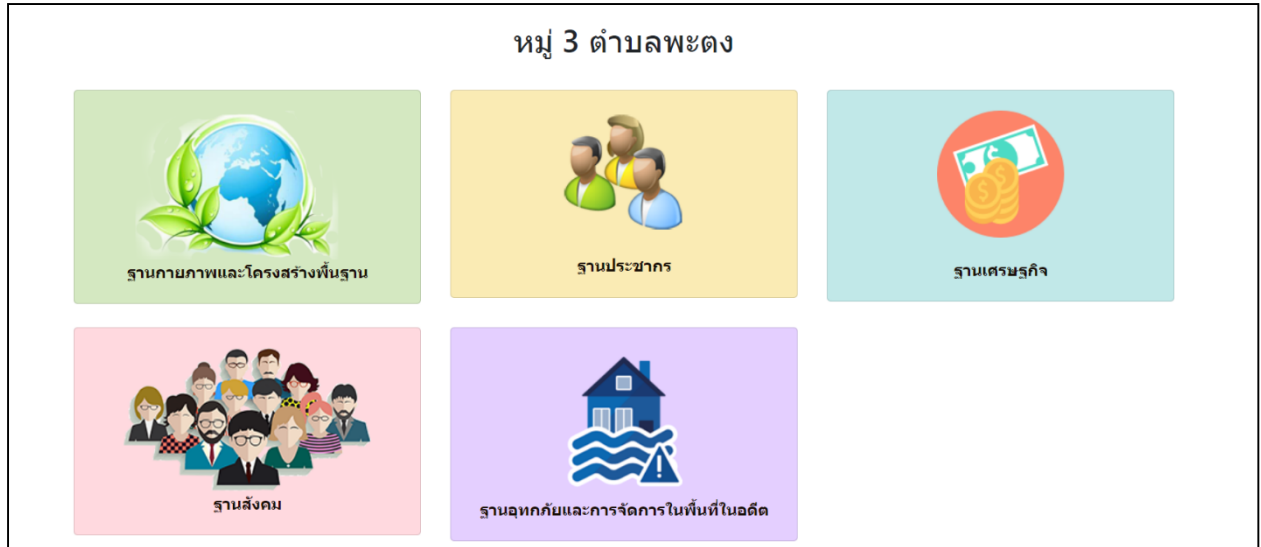 หมู่ 3 ตำบลพะตง
ฐานกายภาพและโครงสร้างพื้นฐาน
ฐานประชากร
ฐานเศรษฐกิจ
ฐานสังคม
ฐานอุทกภัยและการจัดการในพื้นที่ในอดีต